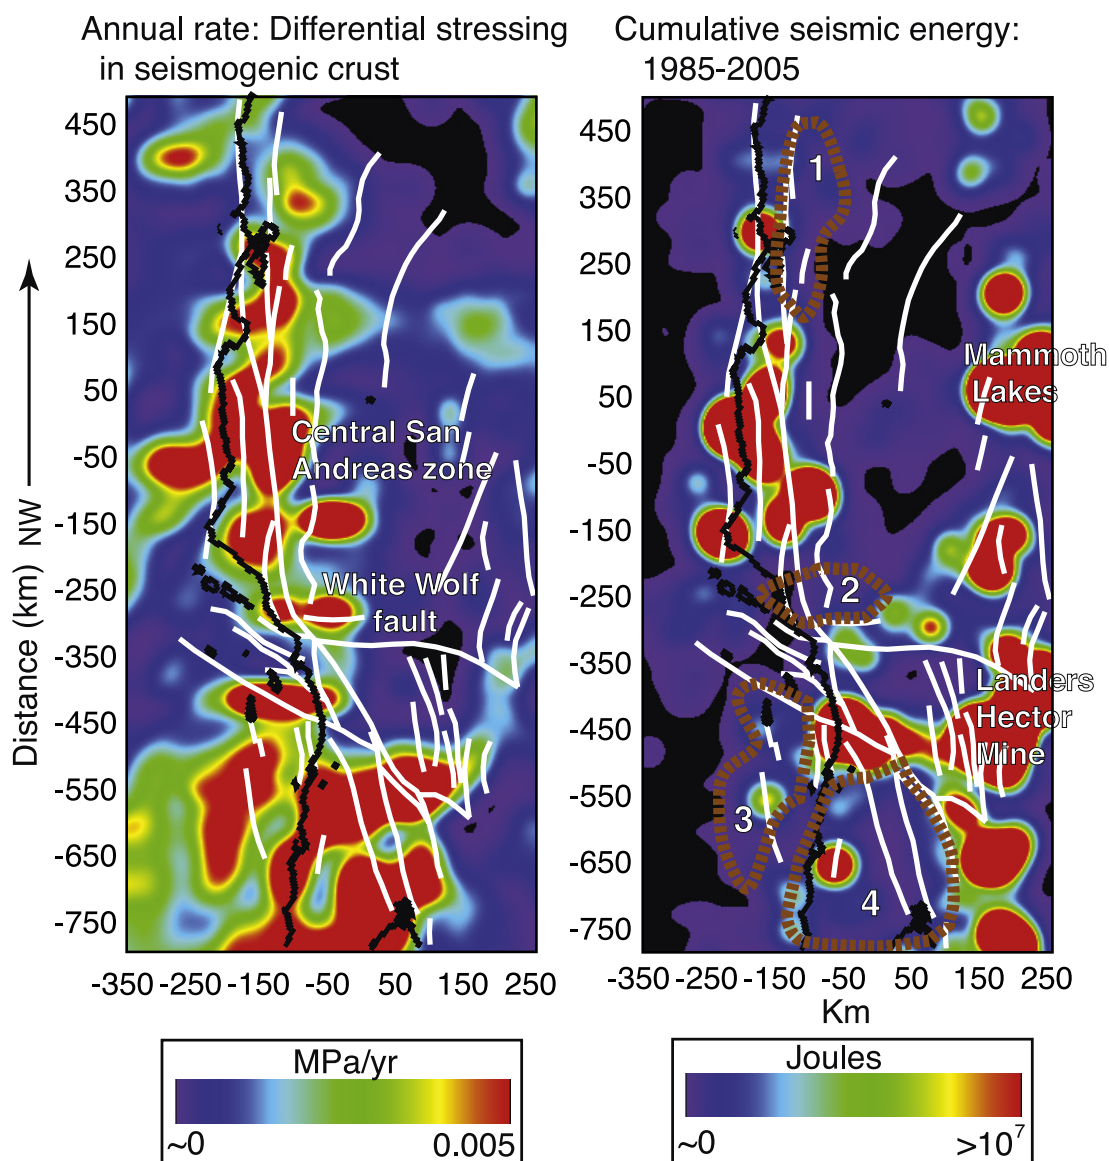 Annual rate: Differential stressing
in seismogenic crust
Cumulative seismic energy:
1985-2005
450
350
250
150
50
-50
-150
-250
-350
-450
-550
-650
-750
Distance (km) NW
Central San
Andreas zone
White Wolf
fault
-350 -250 -150 -50 50 150 250
450
350
250
150
50
-50
-150
-250
-350
-450
-550
-650
-750
1
Mammoth
Lakes
2
Landers
Hector
Mine
3
4
-350 -250 -150 -50 50 150 250
Km
MPa/yr
~0 0.005
Joules
~0 >10⁷